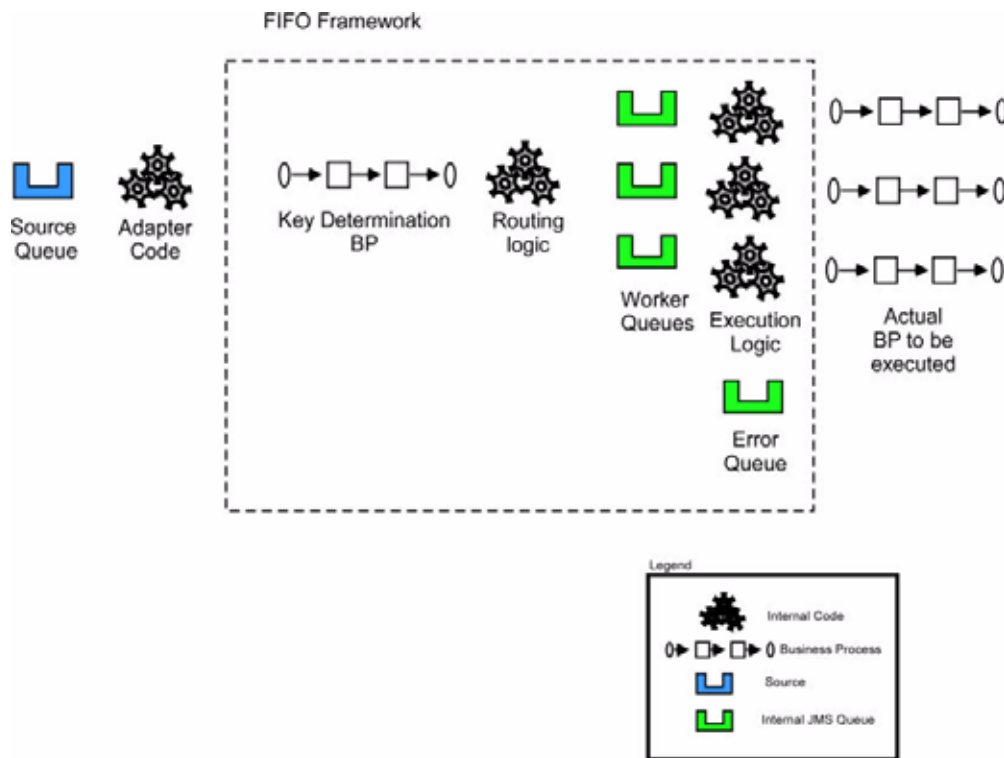 FIFO Framework
Source
Queue
Adapter
Code
Key Determination
BP
Routing
logic
Worker
Queues
Execution
Logic
Actual
BP to be
executed
Error
Queue
Legend
Internal Code
Business Process
Source
Internal JMS Queue